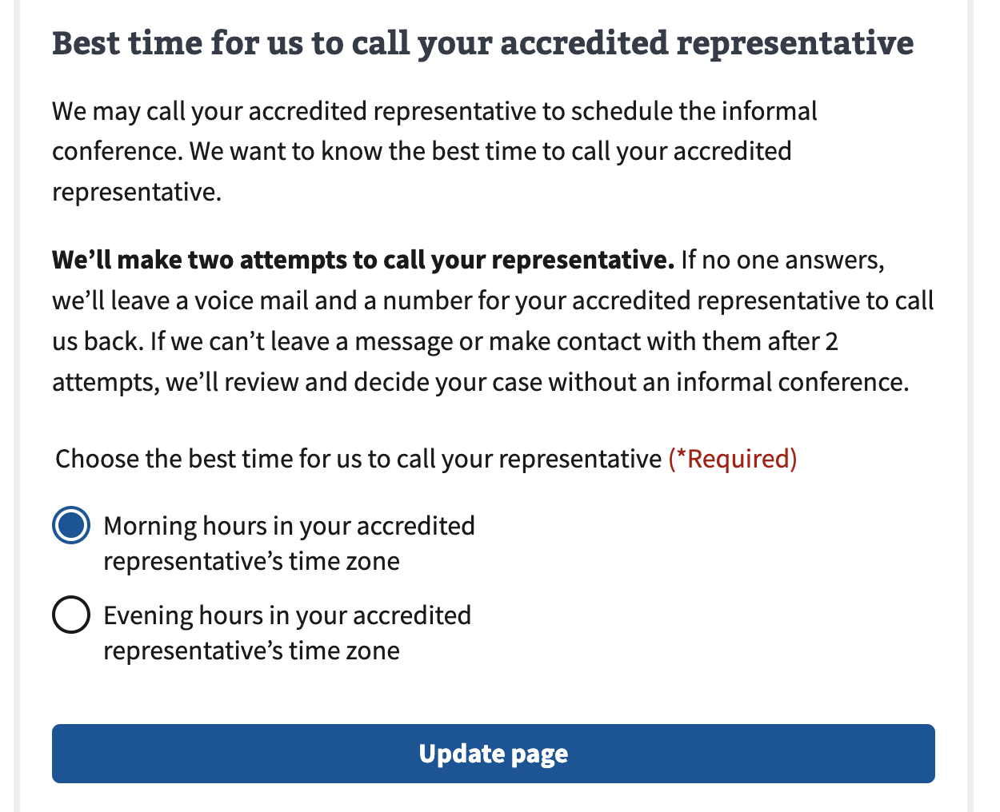 Best time for us to call your accredited representative
We may call your accredited representative to schedule the informal
conference. We want to know the best time to call your accredited
representative.
We’ll make two attempts to call your representative. If no one answers,
we’ll leave a voice mail and a number for your accredited representative to call
us back. If we can’t leave a message or make contact with them after 2
attempts, we’ll review and decide your case without an informal conference.
Choose the best time for us to call your representative (*Required)
Morning hours in your accredited
representative’s time zone
Evening hours in your accredited
representative’s time zone
Update page